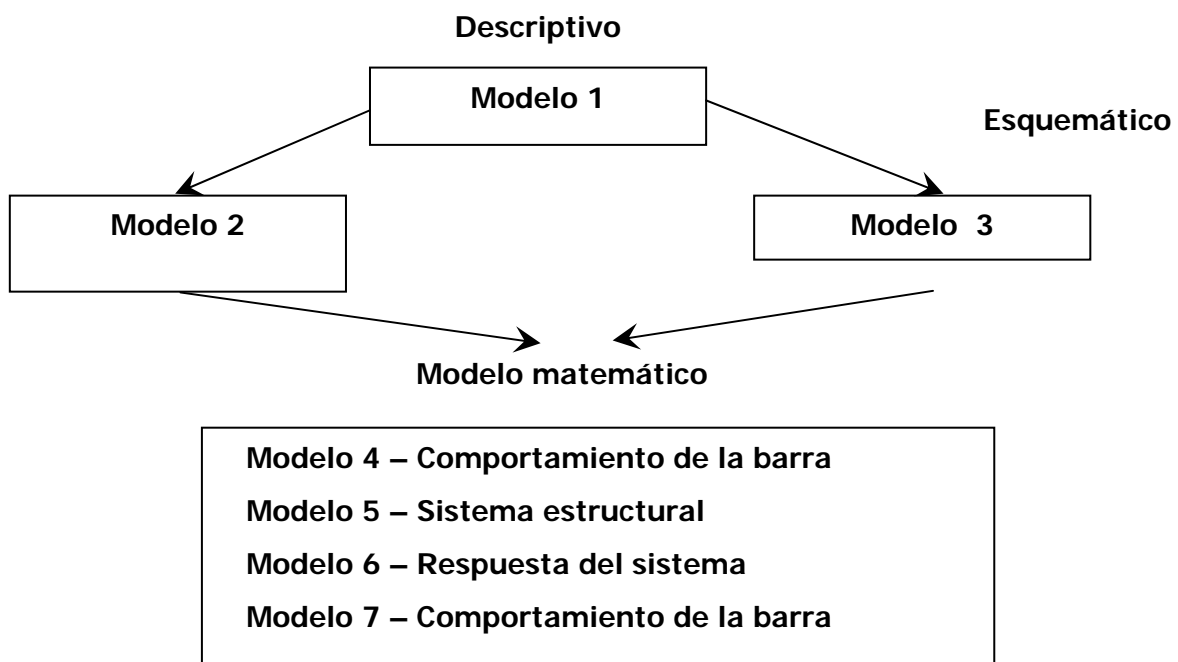 Descriptivo
Modelo 1
Esquemático
Modelo 2
Modelo 3
Modelo matemático
Modelo 4 – Comportamiento de la barra
Modelo 5 – Sistema estructural
Modelo 6 – Respuesta del sistema
Modelo 7 – Comportamiento de la barra